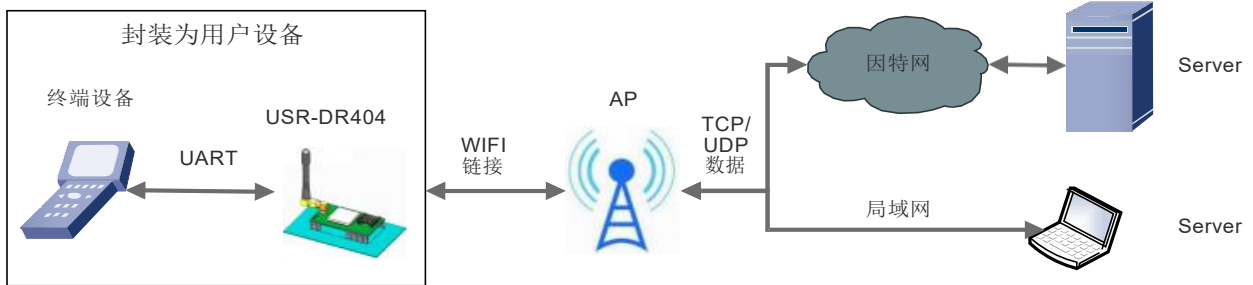 封装为用户设备
终端设备
USR-DR404
UART
WIFI
链接
AP
TCP/
UDP
数据
因特网
Server
局域网
Server